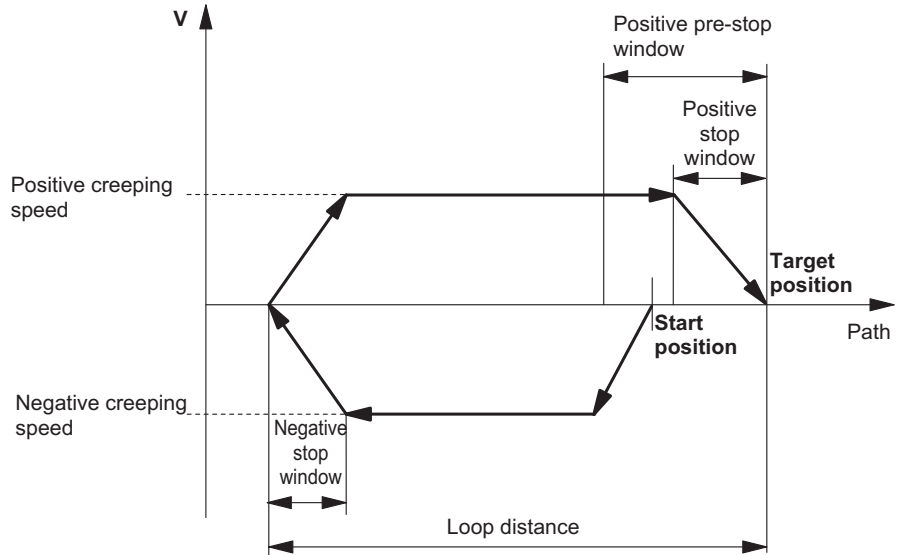 V
Positive pre-stop
window
Positive
stop
window
Positive creeping
speed
Target
position
Start
position
Path
Negative creeping
speed
Negative
stop
window
Loop distance